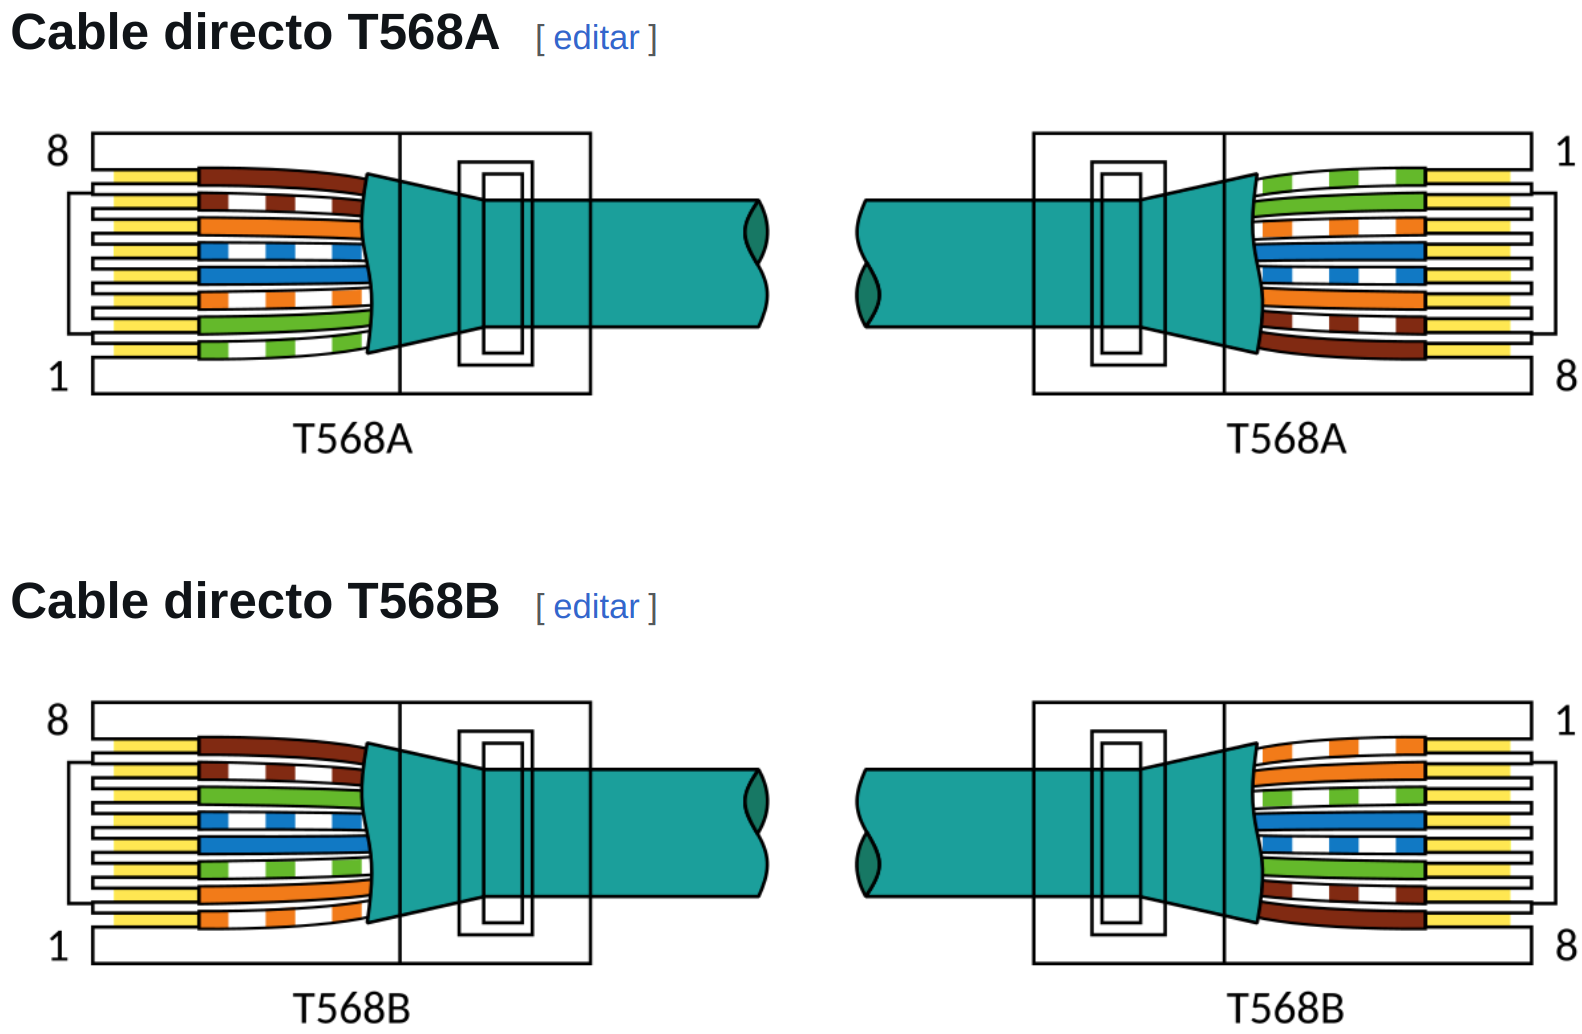 Cable directo T568A [ editar ]
8 1
1 8
T568A T568A
Cable directo T568B [ editar ]
8 1
1 8
T568B T568B